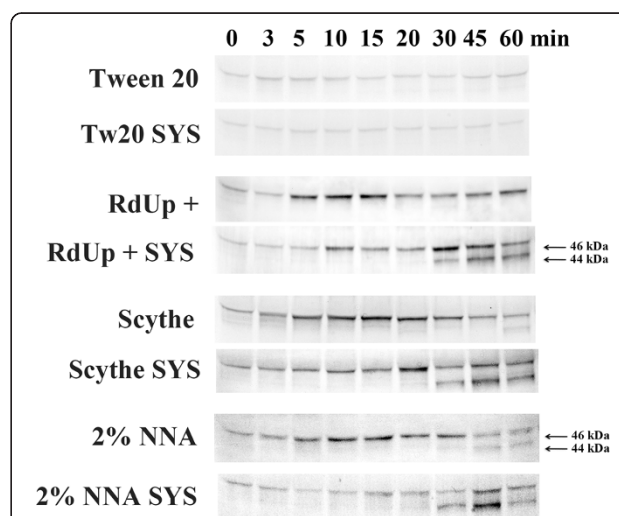 0 3 5 10 15 20 30 45 60 min
Tween 20
Tw20 SYS
RdUp +
RdUp + SYS
← 46 kDa
← 44 kDa
Scythe
Scythe SYS
2% NNA
← 46 kDa
← 44 kDa
2% NNA SYS